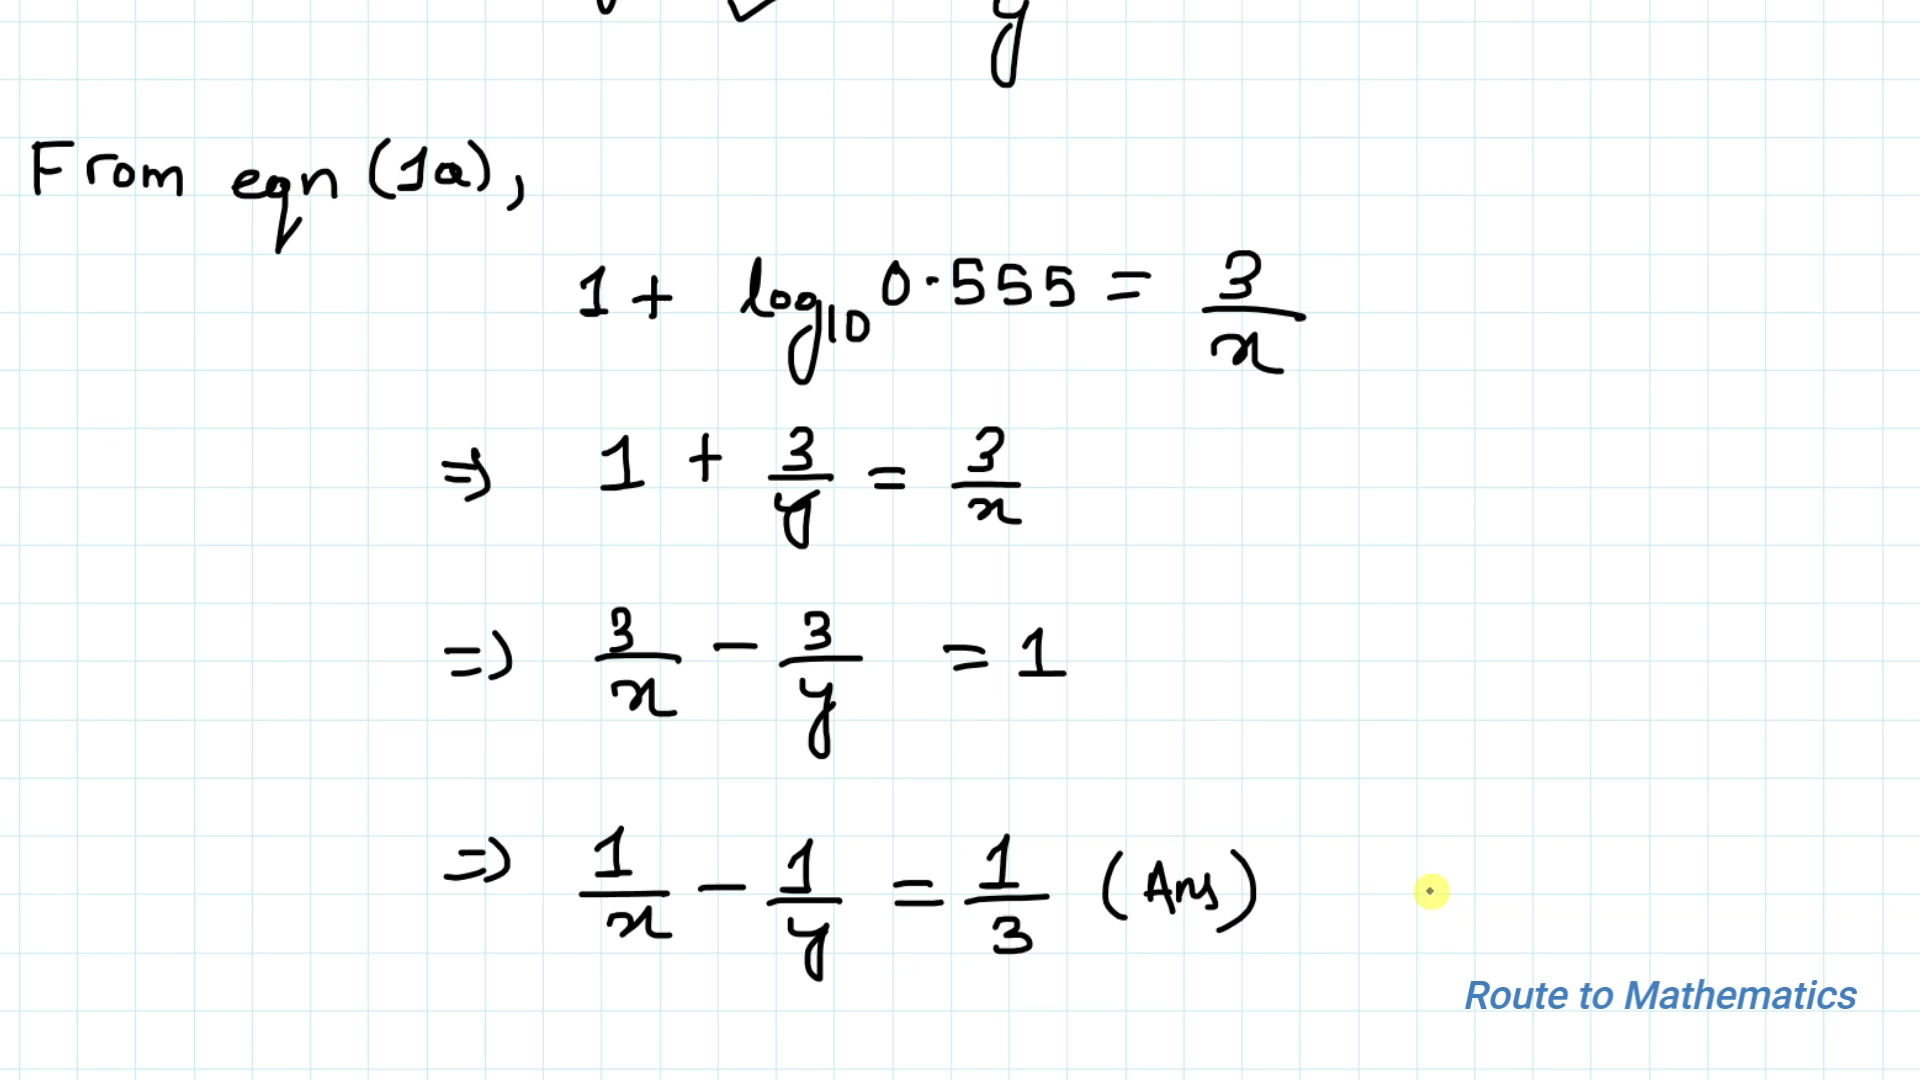 y
From eqn (1a),
1 + log₁₀ 0.555 = 3/x
⇒ 1 + 3/y = 3/x
⇒ 3/x − 3/y = 1
⇒ 1/x − 1/y = 1/3 (Ans)
Route to Mathematics